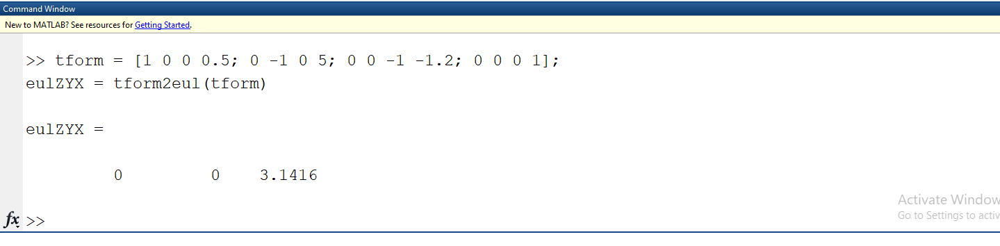 Command Window
New to MATLAB? See resources for Getting Started.
>> tform = [1 0 0 0.5; 0 -1 0 5; 0 0 -1 -1.2; 0 0 0 1];
eulZYX = tform2eul(tform)
eulZYX =
0 0 3.1416
Activate Window
Go to Settings to activ
fx >>